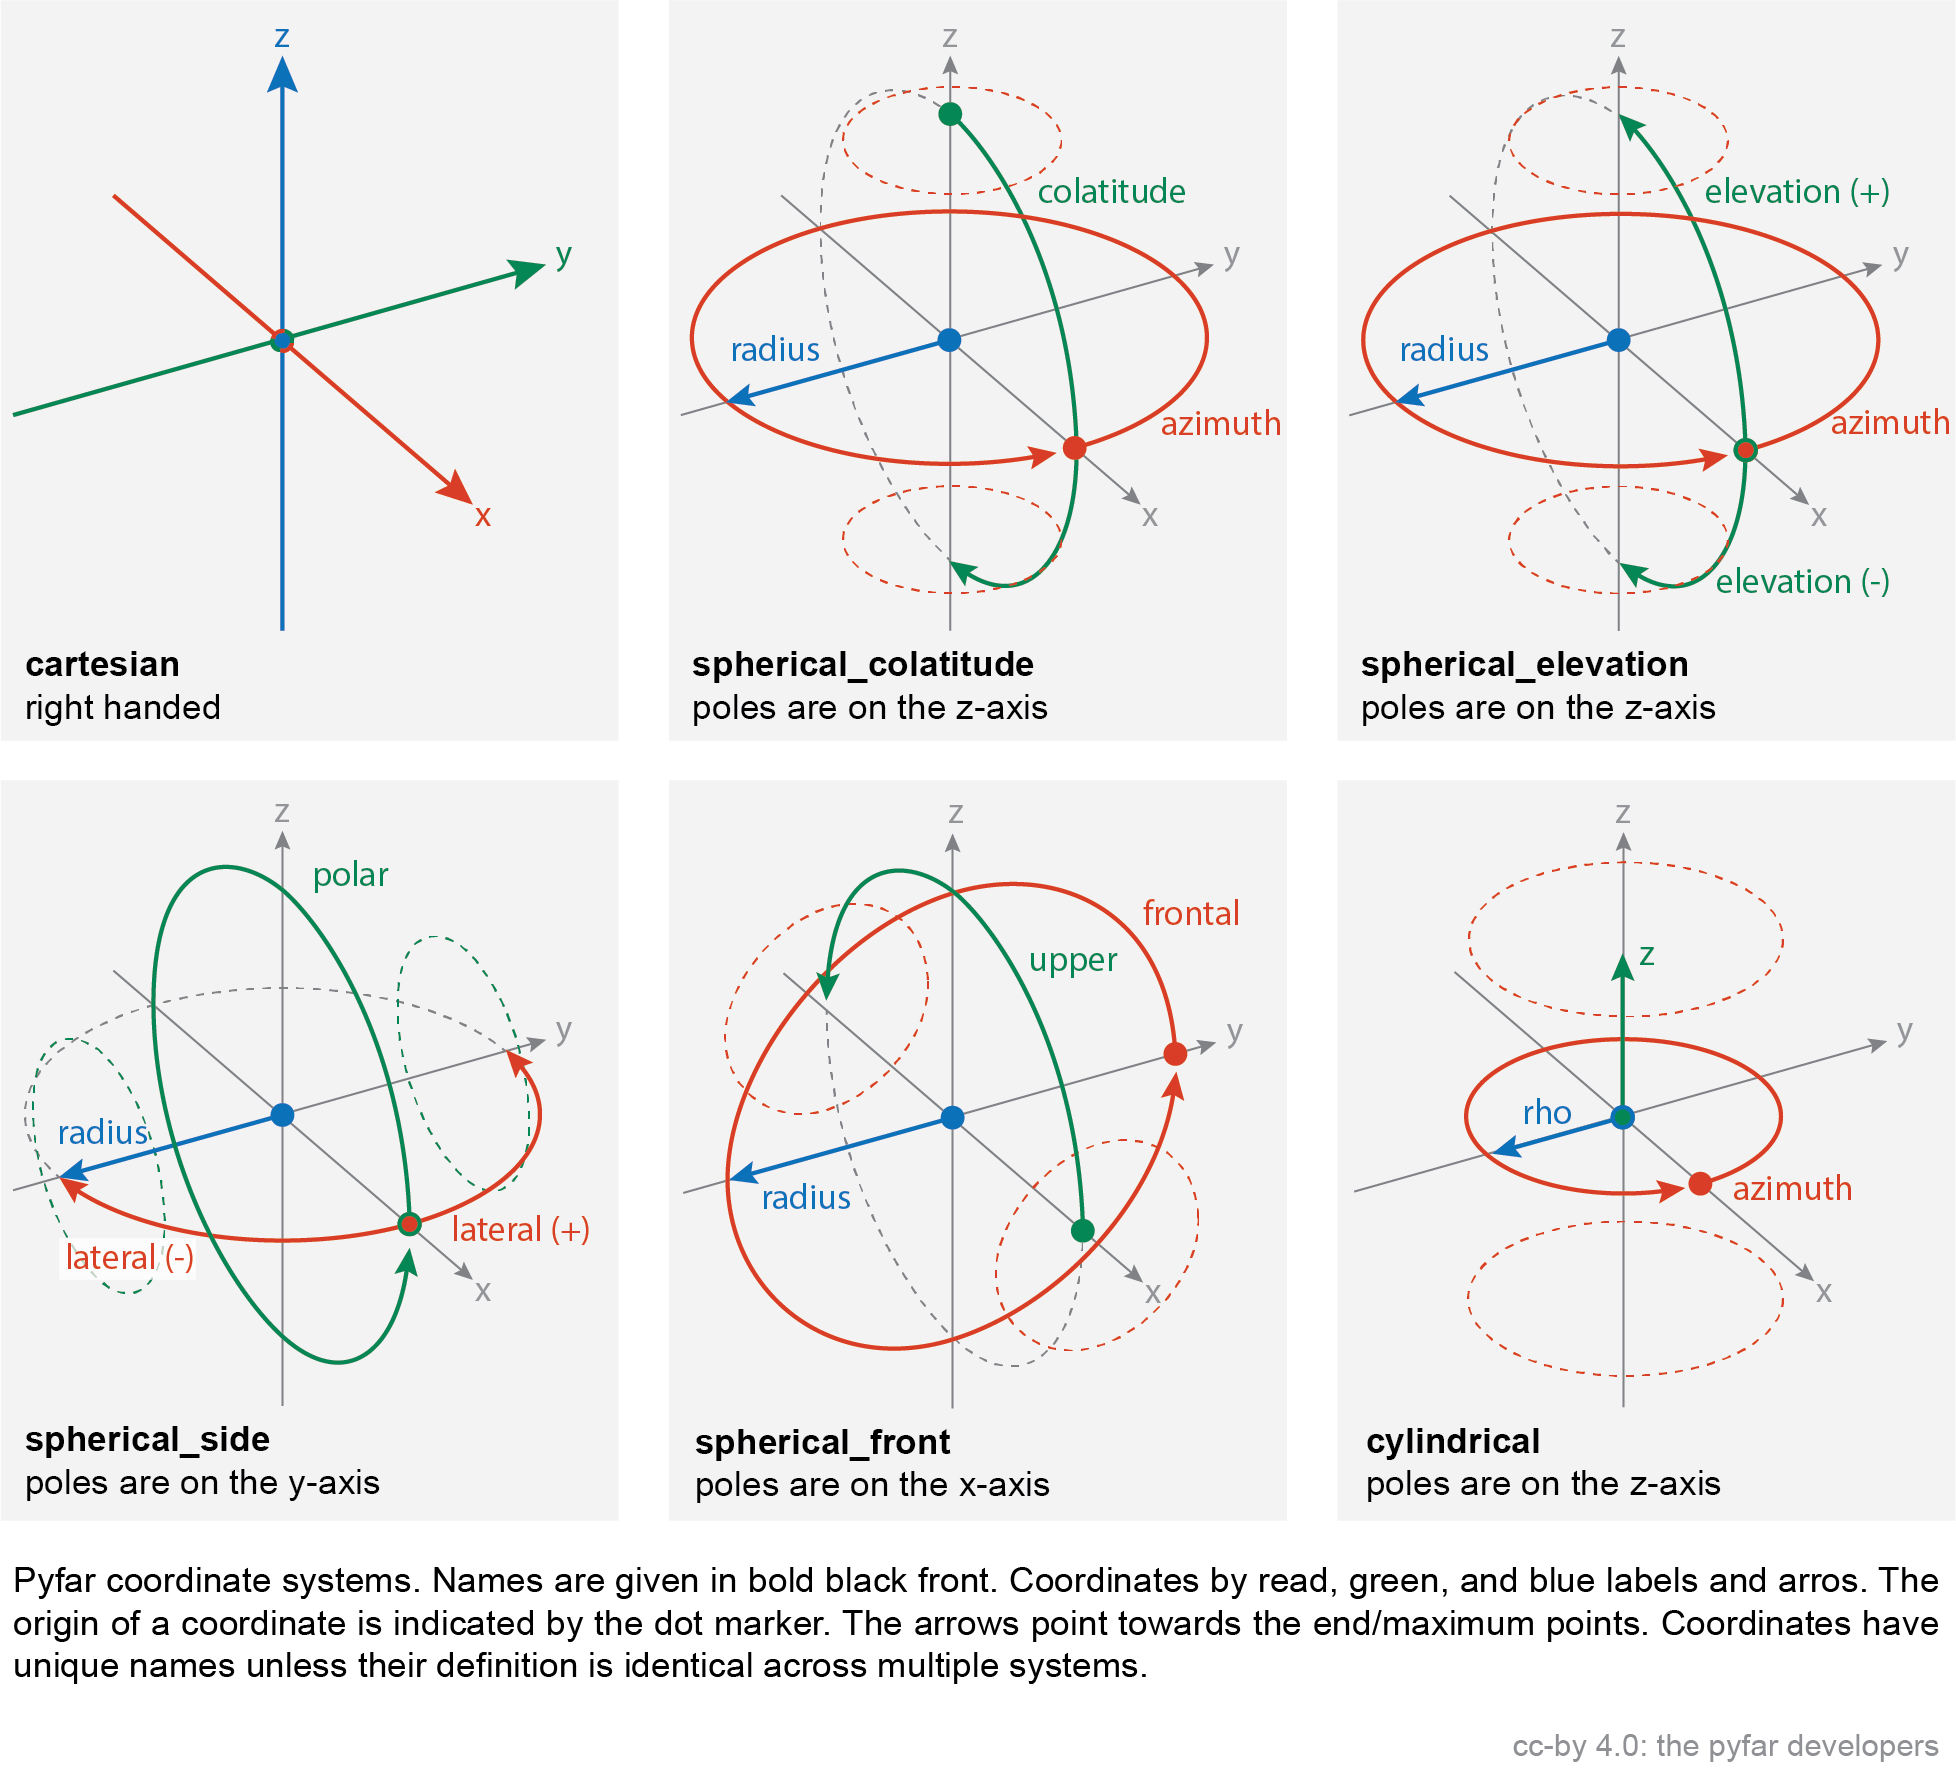 z
y
x
cartesian
right handed
z
colatitude
y
radius
azimuth
x
spherical_colatitude
poles are on the z-axis
z
elevation (+)
y
radius
azimuth
x
elevation (-)
spherical_elevation
poles are on the z-axis
z
polar
y
radius
lateral (+)
lateral (-)
x
spherical_side
poles are on the y-axis
z
frontal
upper
y
radius
x
spherical_front
poles are on the x-axis
z
z
y
rho
azimuth
x
cylindrical
poles are on the z-axis
Pyfar coordinate systems. Names are given in bold black front. Coordinates by read, green, and blue labels and arros. The
origin of a coordinate is indicated by the dot marker. The arrows point towards the end/maximum points. Coordinates have
unique names unless their definition is identical across multiple systems.
cc-by 4.0: the pyfar developers